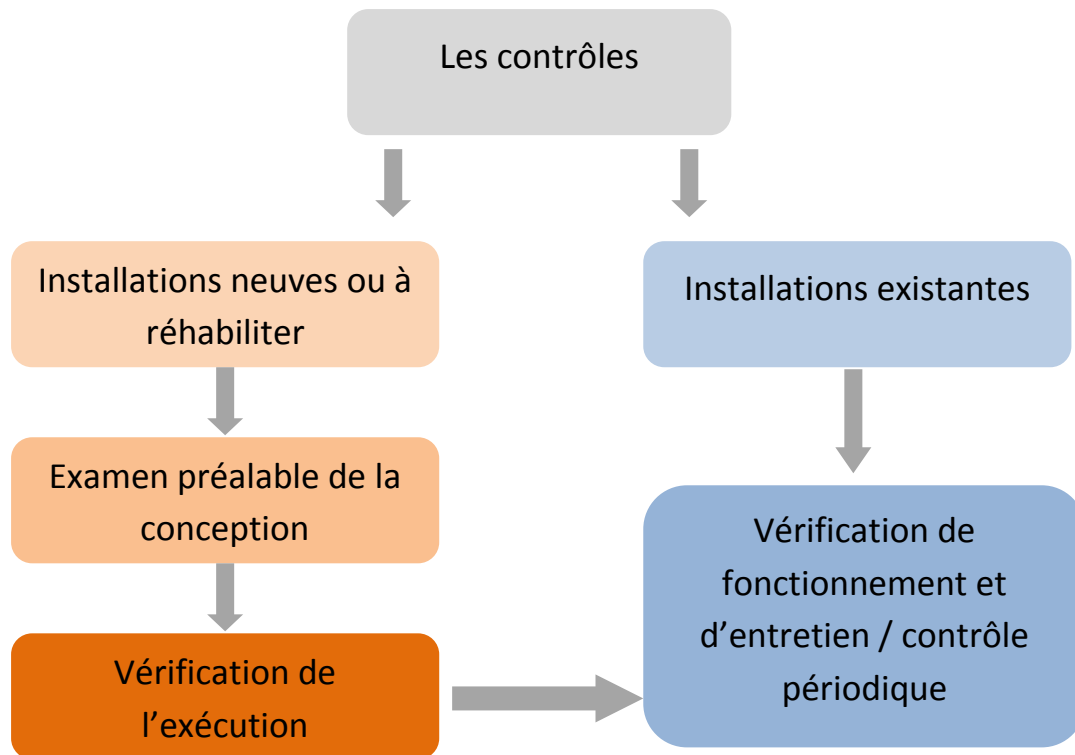 Les contrôles
Installations neuves ou à
réhabiliter
Installations existantes
Examen préalable de la
conception
Vérification de
fonctionnement et
d’entretien / contrôle
périodique
Vérification de
l’exécution